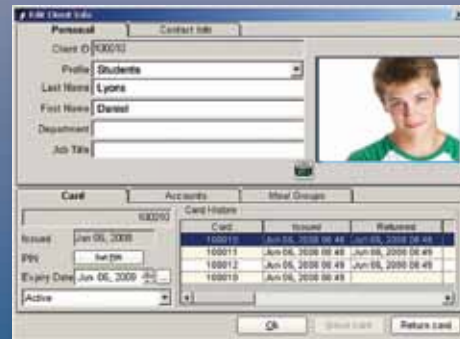 Edit Client Info
Personal Contact Info
Client ID 100010
Profile Students
Last Name Lyons
First Name Daniel
Department
Job Title
Card Accounts Meal Groups
100010
Card History
Card Issued Returned
Issued Jun 06, 2008
100010 Jun 06, 2008 08:49 Jun 06, 2008 08:49
100011 Jun 06, 2008 08:49 Jun 06, 2008 08:49
PIN Set PIN
100012 Jun 06, 2008 08:49 Jun 06, 2008 08:49
Expiry Date Jun 06, 2009 ...
100010 Jun 06, 2008 08:49
Active
Ok Return card